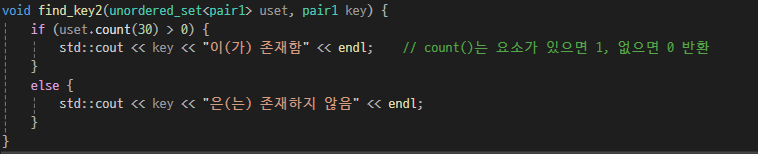 void find_key2(unordered_set<pair1> uset, pair1 key) {
if (uset.count(30) > 0) {
std::cout << key << "이(가) 존재함" << endl; // count()는 요소가 있으면 1, 없으면 0 반환
}
else {
std::cout << key << "은(는) 존재하지 않음" << endl;
}
}